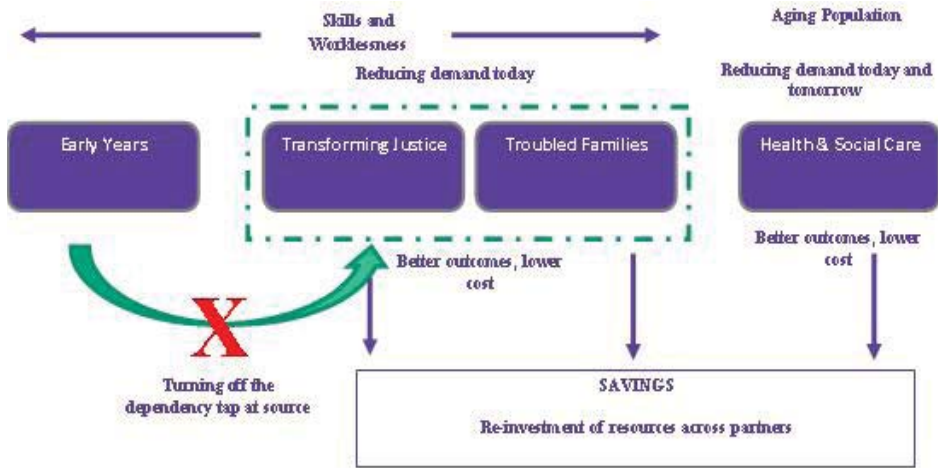 Skills and
Worklessness
Aging Population
Reducing demand today
Reducing demand today and
tomorrow
Early Years
Transforming Justice
Troubled Families
Health & Social Care
Better outcomes, lower
cost
Better outcomes, lower
cost
X
Turning off the
dependency tap at source
SAVINGS
Re-investment of resources across partners